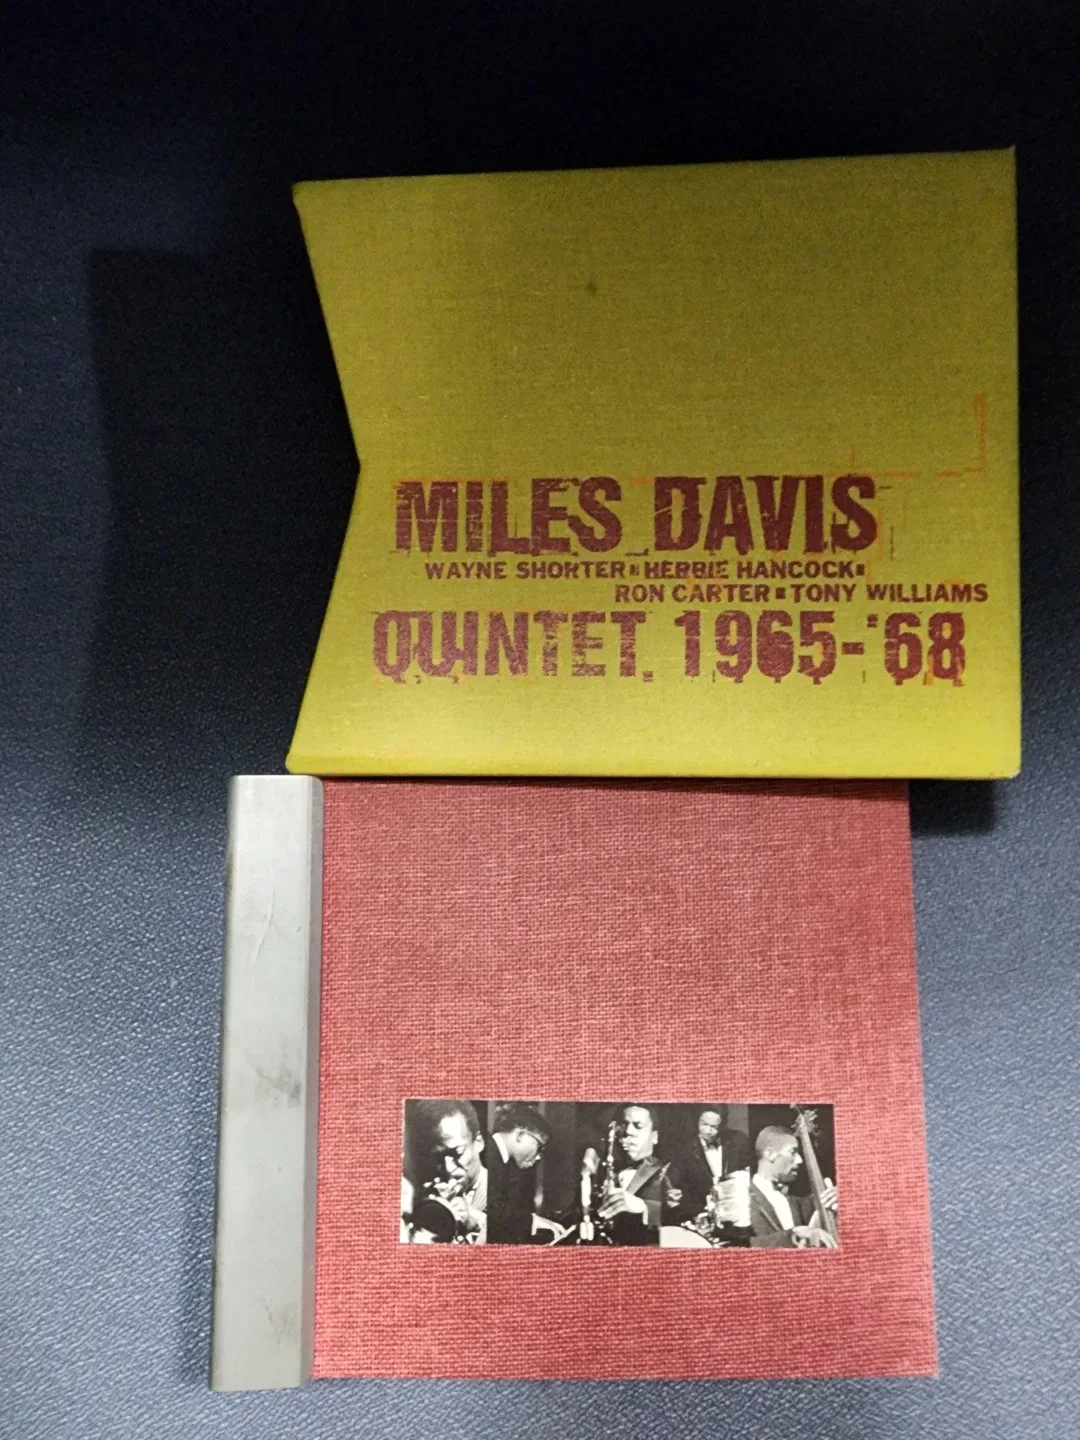 MILES DAVIS
WAYNE SHORTER▪HERBIE HANCOCK▪
RON CARTER▪TONY WILLIAMS
QUINTET, 1965-'68